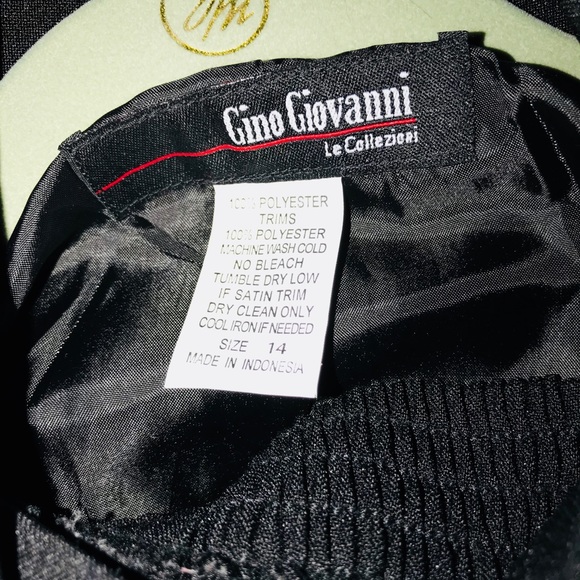 Gino Giovanni
Le Collezioni
100% POLYESTER
TRIMS
100% POLYESTER
MACHINE WASH COLD
NO BLEACH
TUMBLE DRY LOW
IF SATIN TRIM
DRY CLEAN ONLY
COOL IRON IF NEEDED
SIZE 14
MADE IN INDONESIA